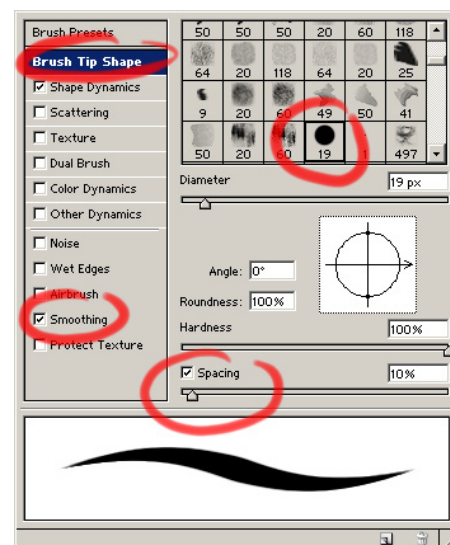 Brush Presets
Brush Tip Shape
Shape Dynamics
Scattering
Texture
Dual Brush
Color Dynamics
Other Dynamics
Noise
Wet Edges
Airbrush
Smoothing
Protect Texture
50 50 50 20 60 118
64 20 118 64 20 25
9 20 60 49 50 41
50 20 60 19 1 497
Diameter 19 px
Angle: 0°
Roundness: 100%
Hardness 100%
Spacing 10%